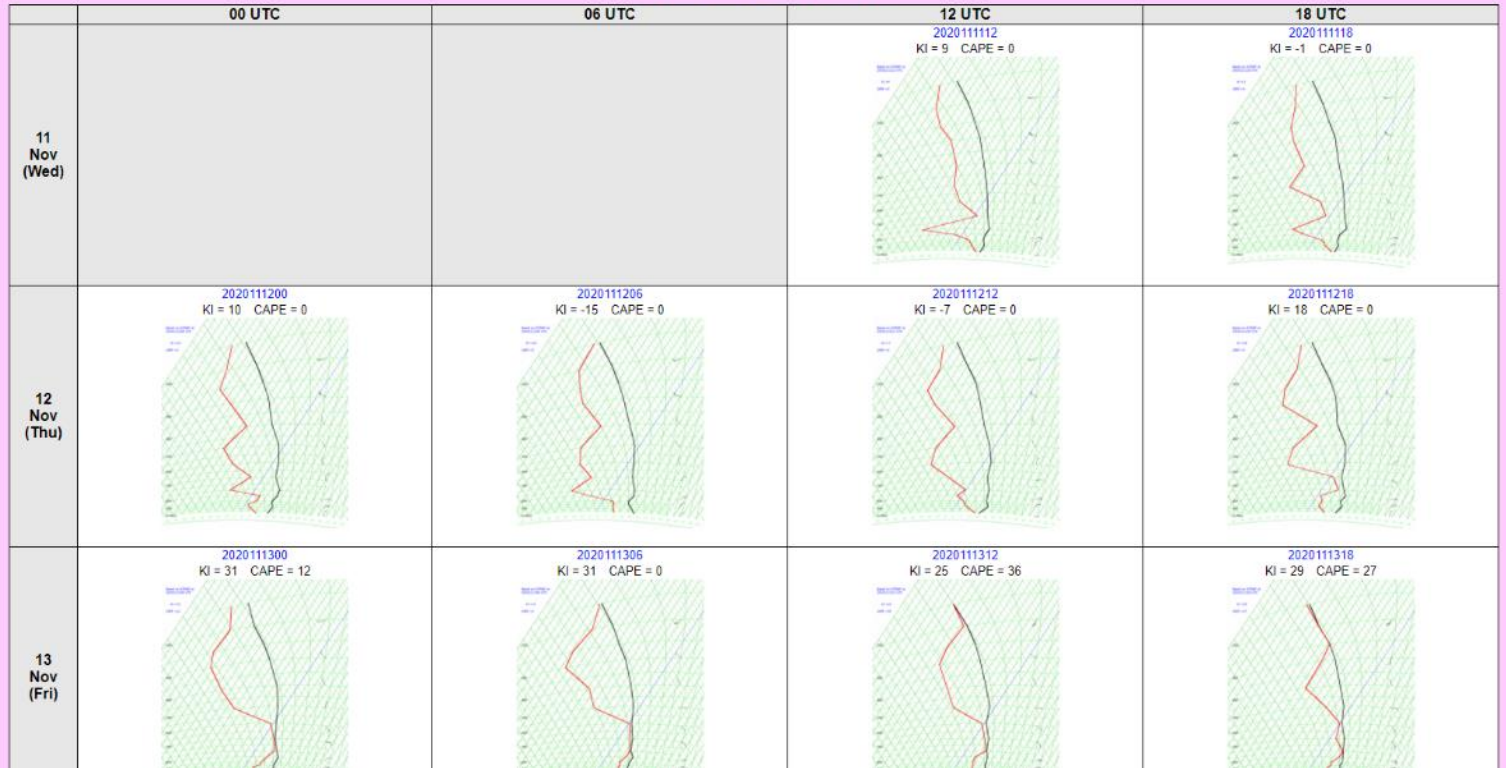 00 UTC
06 UTC
12 UTC
18 UTC
11
Nov
(Wed)
2020111112
KI = 9 CAPE = 0
2020111118
KI = -1 CAPE = 0
12
Nov
(Thu)
2020111200
KI = 10 CAPE = 0
2020111206
KI = -15 CAPE = 0
2020111212
KI = -7 CAPE = 0
2020111218
KI = 18 CAPE = 0
13
Nov
(Fri)
2020111300
KI = 31 CAPE = 12
2020111306
KI = 31 CAPE = 0
2020111312
KI = 25 CAPE = 36
2020111318
KI = 29 CAPE = 27